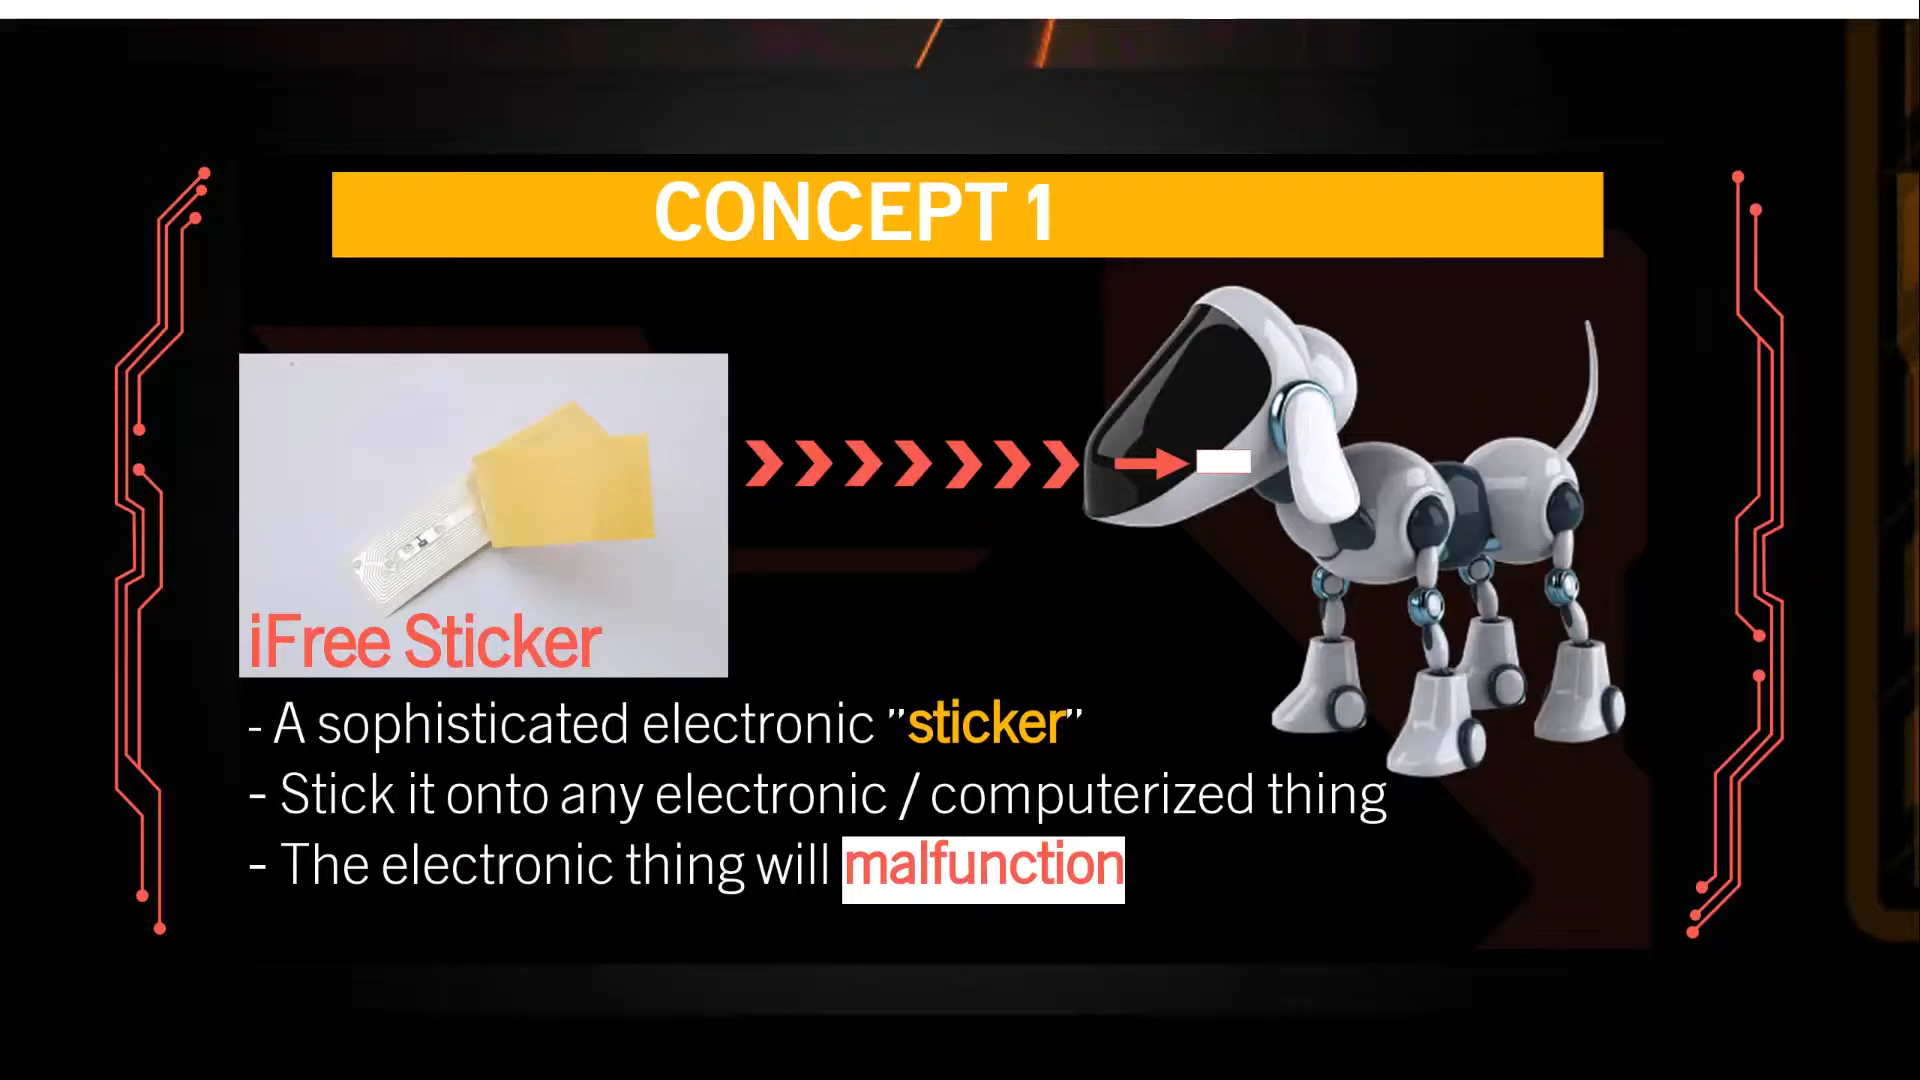 CONCEPT 1
iFree Sticker
- A sophisticated electronic "sticker"
- Stick it onto any electronic / computerized thing
- The electronic thing will malfunction